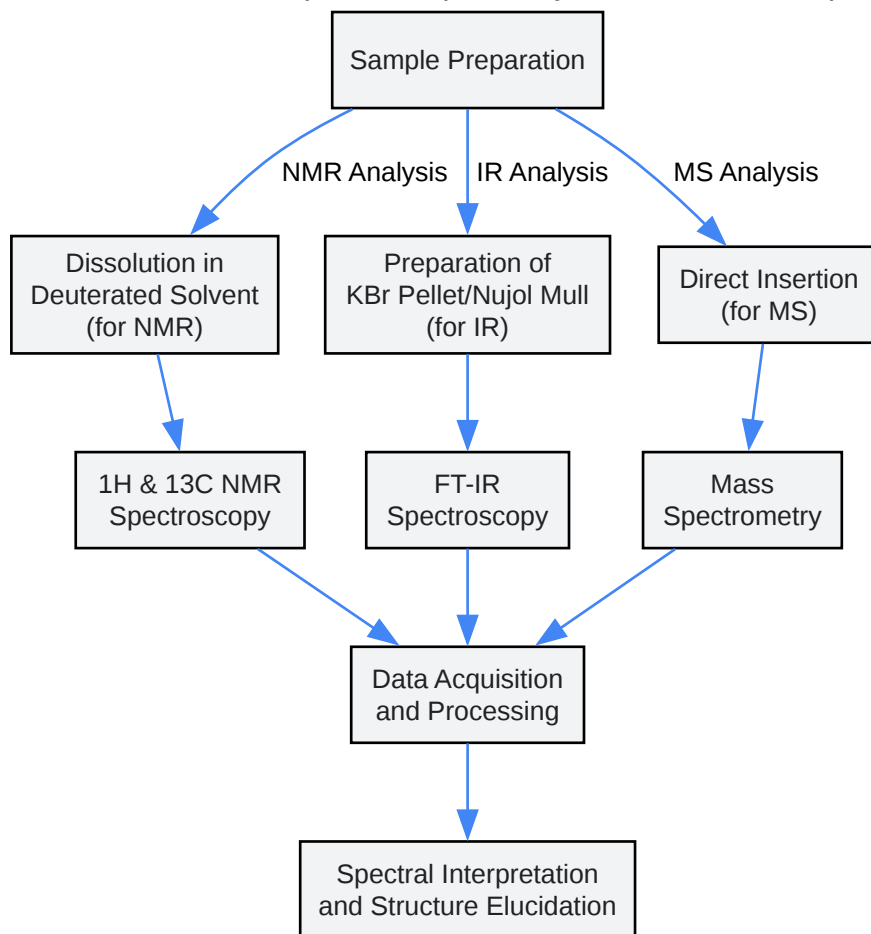 Sample Preparation
NMR Analysis
IR Analysis
MS Analysis
Dissolution in
Deuterated Solvent
(for NMR)
Preparation of
KBr Pellet/Nujol Mull
(for IR)
Direct Insertion
(for MS)
1H & 13C NMR
Spectroscopy
FT-IR
Spectroscopy
Mass
Spectrometry
Data Acquisition
and Processing
Spectral Interpretation
and Structure Elucidation